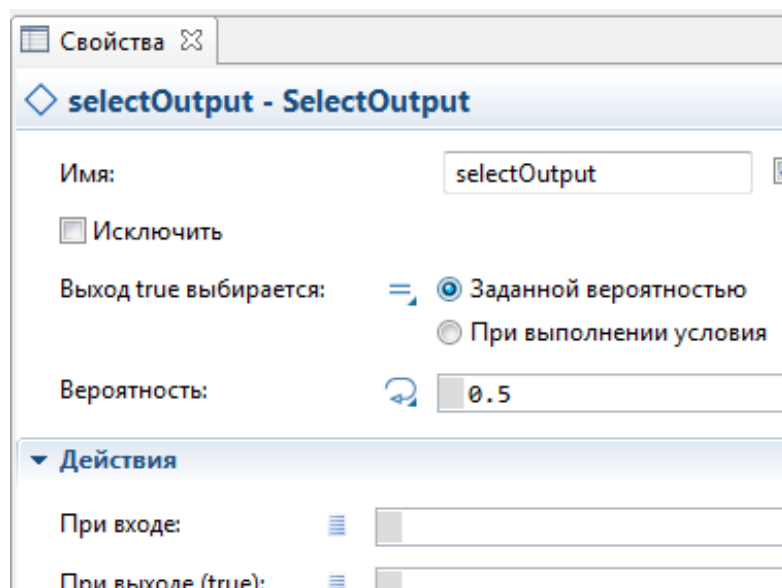 Свойства
selectOutput - SelectOutput
Имя: selectOutput
Исключить
Выход true выбирается: Заданной вероятностью
При выполнении условия
Вероятность: 0.5
Действия
При входе:
При выходе (true):